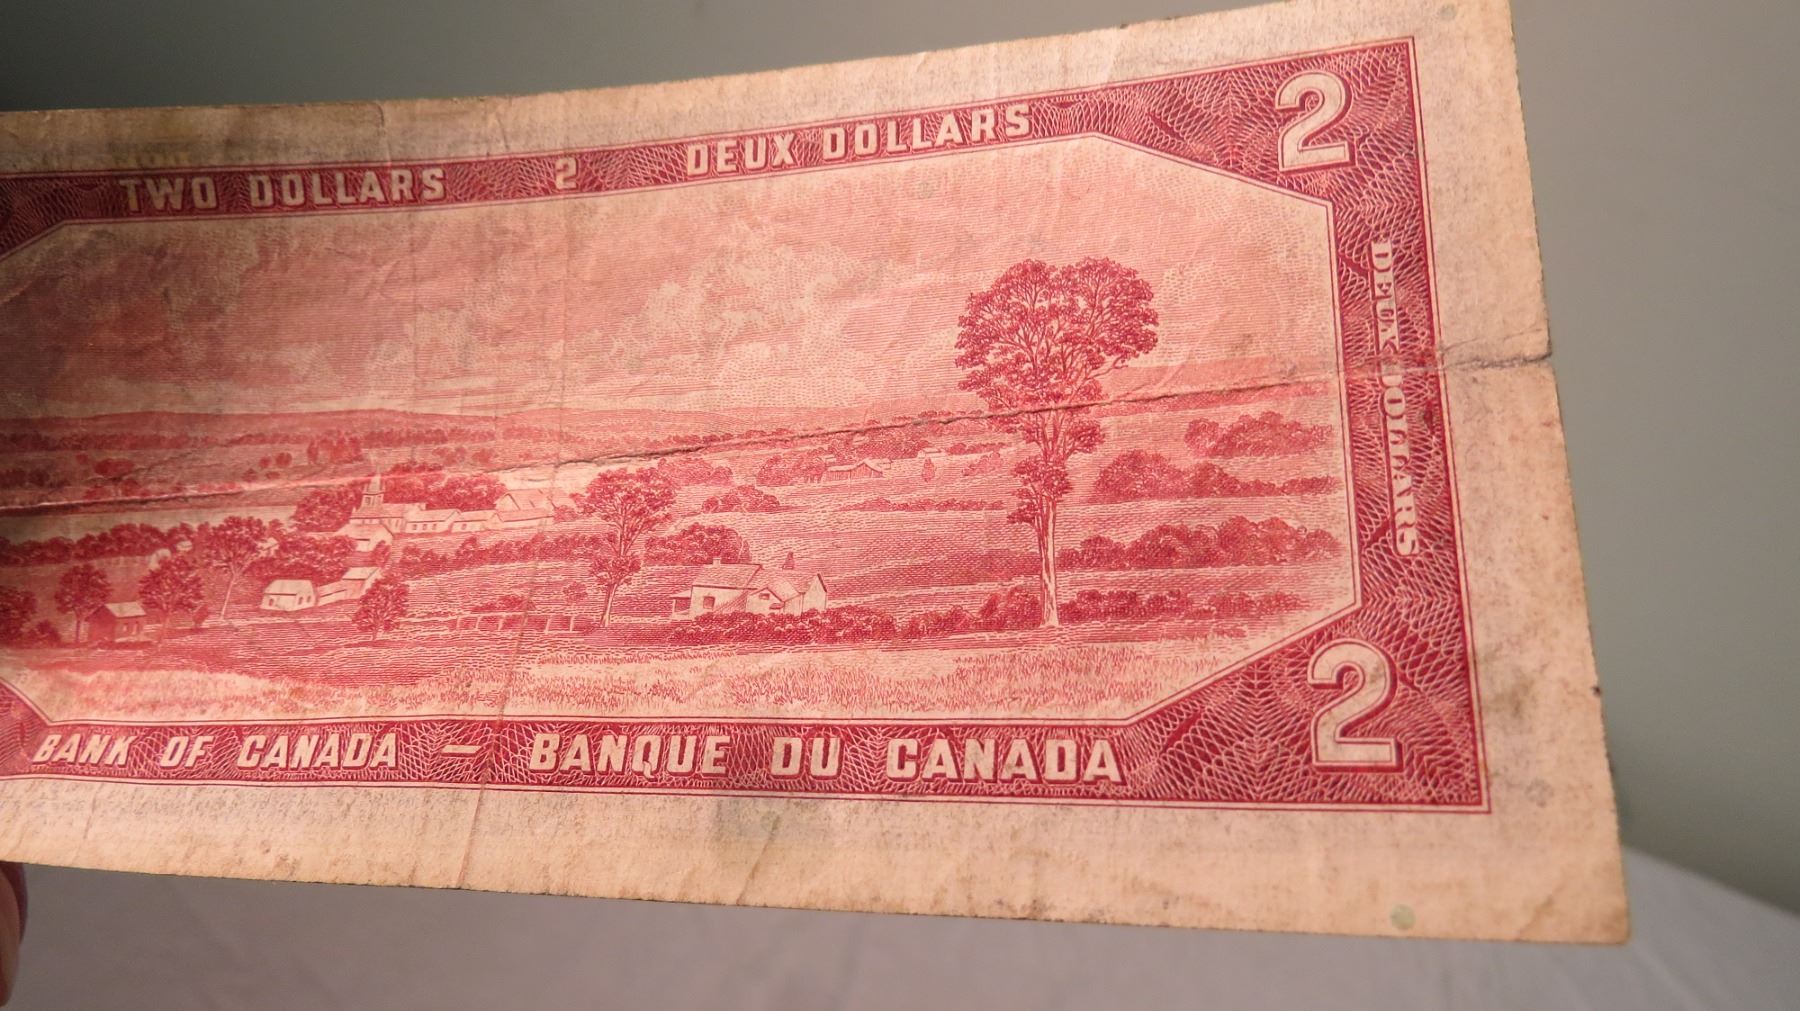 TWO DOLLARS 2 DEUX DOLLARS 2
DEUX DOLLARS
BANK OF CANADA — BANQUE DU CANADA 2